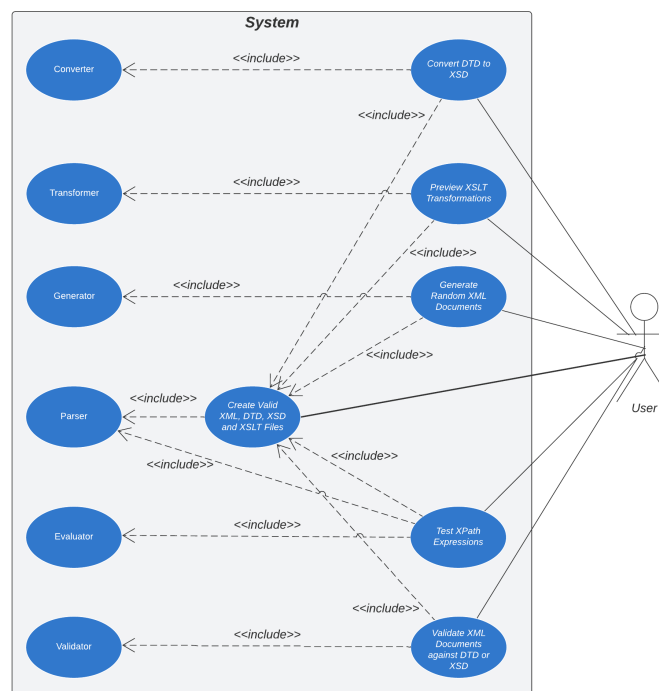 System
Converter
<<include>>
Convert DTD to
XSD
<<include>>
Transformer
<<include>>
Preview XSLT
Transformations
<<include>>
Generator
<<include>>
Generate
Random XML
Documents
<<include>>
User
Parser
<<include>>
Create Valid
XML, DTD, XSD
and XSLT Files
<<include>>
<<include>>
Evaluator
<<include>>
Test XPath
Expressions
<<include>>
Validator
<<include>>
Validate XML
Documents
against DTD or
XSD